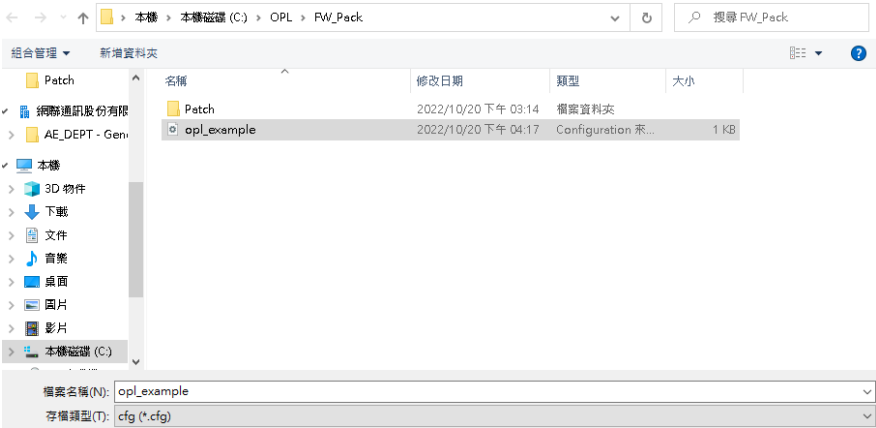 本機 › 本機磁碟 (C:) › OPL › FW_Pack
搜尋 FW_Pack
組合管理 新增資料夾
Patch
網聯通訊股份有限
AE_DEPT - Gen
本機
3D 物件
下載
文件
音樂
桌面
圖片
影片
本機磁碟 (C:)
名稱 修改日期 類型 大小
Patch 2022/10/20 下午 03:14 檔案資料夾
opl_example 2022/10/20 下午 04:17 Configuration 來... 1 KB
檔案名稱(N): opl_example
存檔類型(T): cfg (*.cfg)